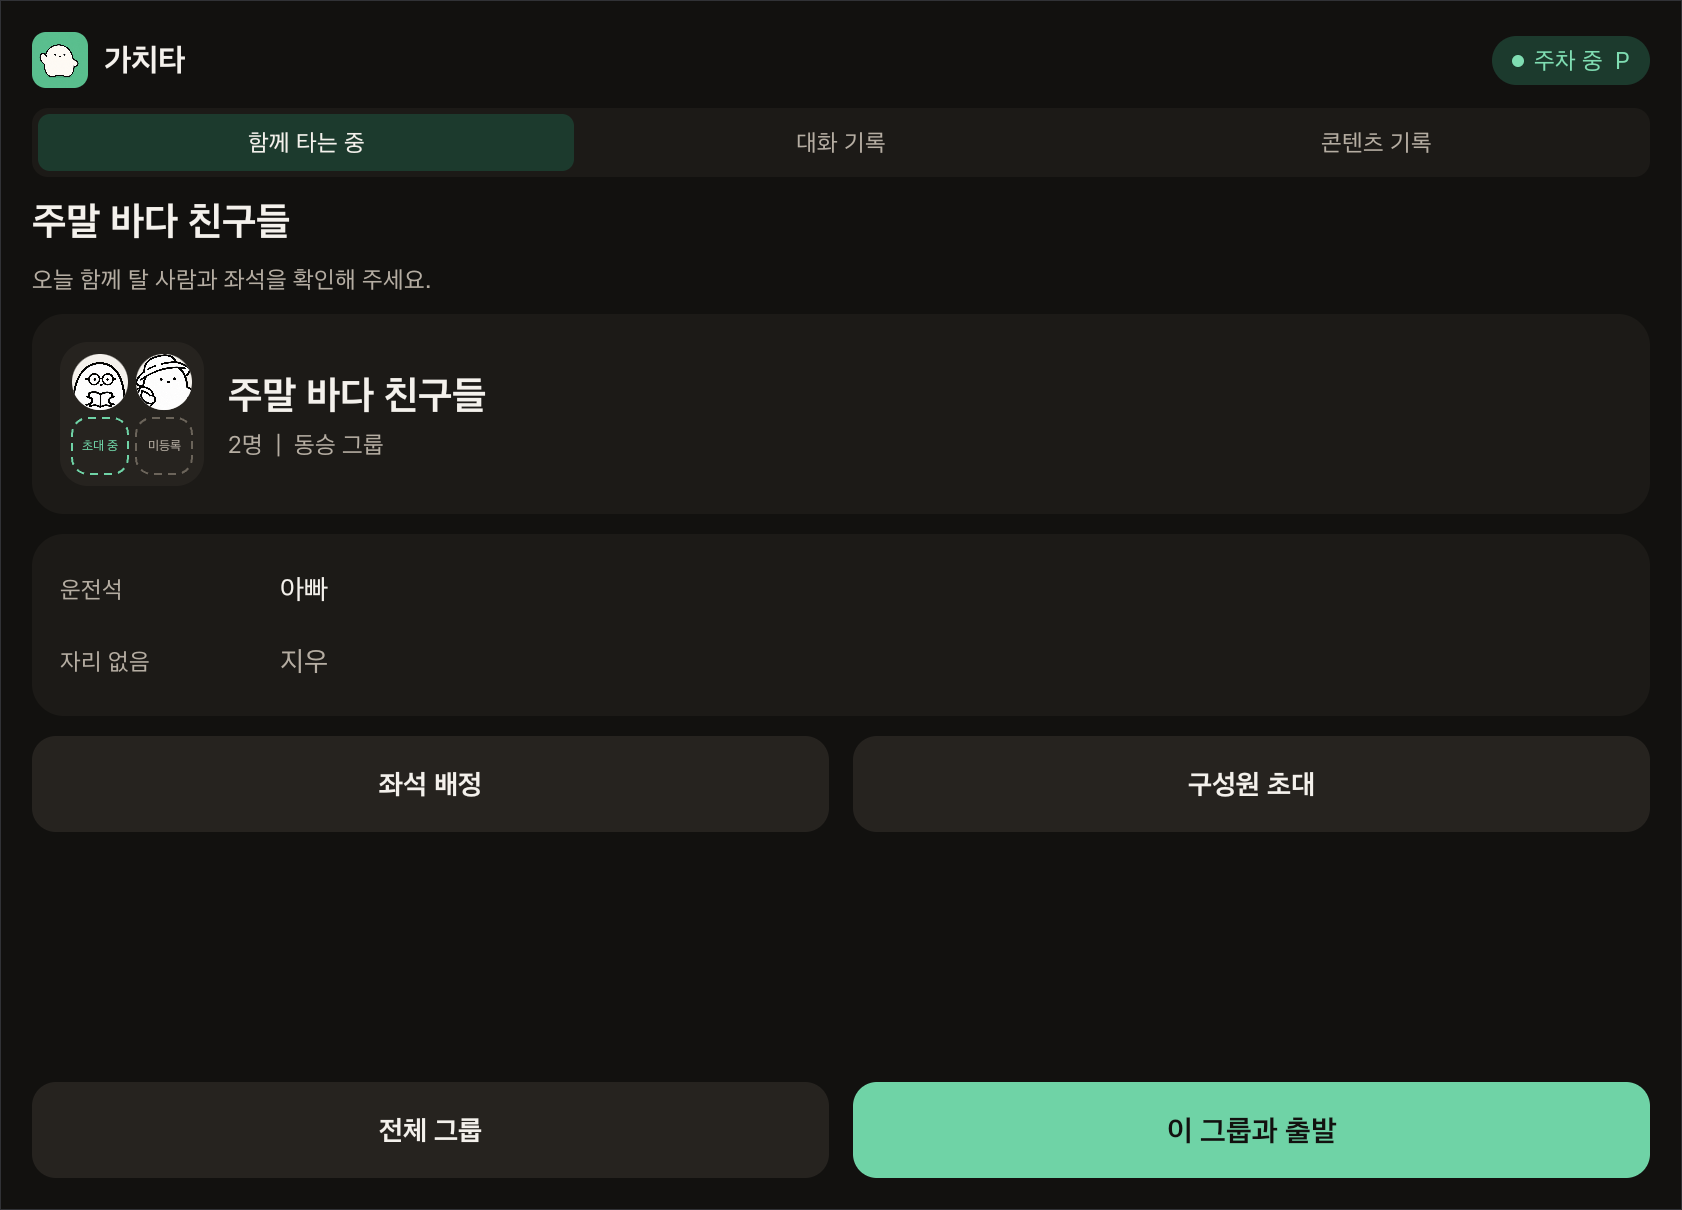 가치타
주차 중 P
함께 타는 중
대화 기록
콘텐츠 기록
주말 바다 친구들
오늘 함께 탈 사람과 좌석을 확인해 주세요.
초대 중
미등록
주말 바다 친구들
2명 | 동승 그룹
운전석
아빠
자리 없음
지우
좌석 배정
구성원 초대
전체 그룹
이 그룹과 출발